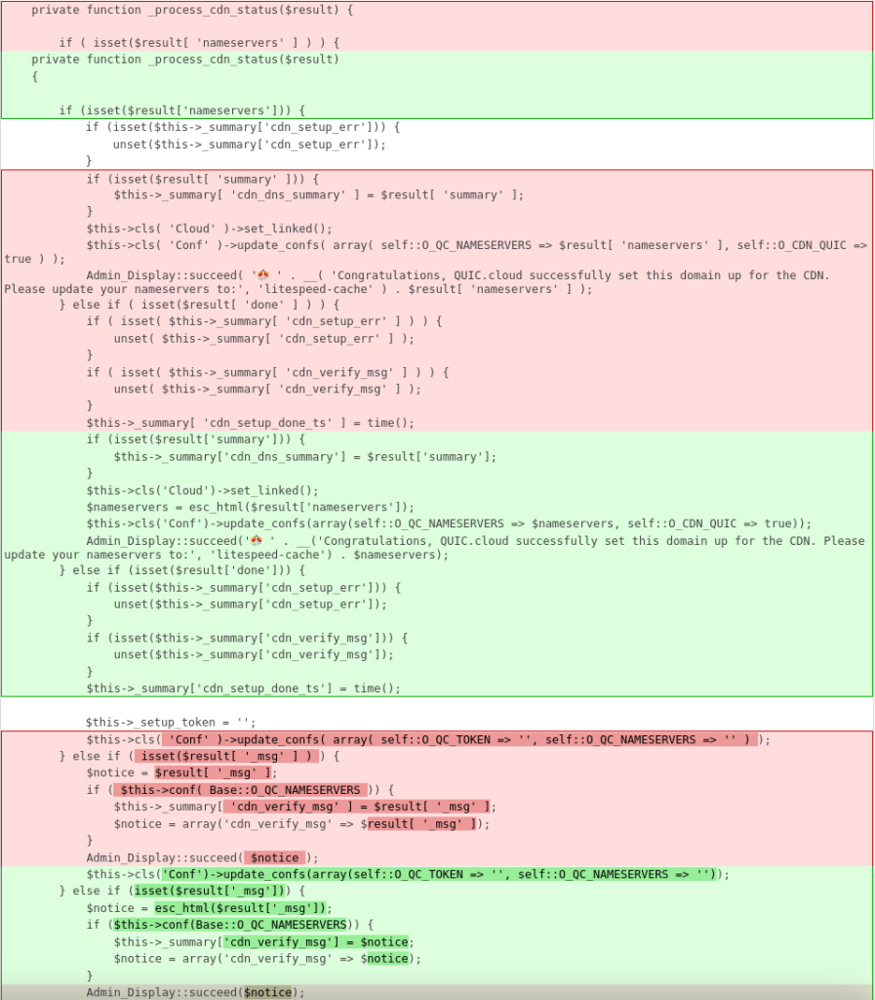 private function _process_cdn_status($result) {
if ( isset($result[ 'nameservers' ] ) ) {
private function _process_cdn_status($result)
{
if (isset($result['nameservers'])) {
if (isset($this->_summary['cdn_setup_err'])) {
unset($this->_summary['cdn_setup_err']);
}
if (isset($result[ 'summary' ])) {
$this->_summary[ 'cdn_dns_summary' ] = $result[ 'summary' ];
}
$this->cls( 'Cloud' )->set_linked();
$this->cls( 'Conf' )->update_confs( array( self::O_QC_NAMESERVERS => $result[ 'nameservers' ], self::O_CDN_QUIC =>
true ) );
Admin_Display::succeed( '🎊 ' . __( 'Congratulations, QUIC.cloud successfully set this domain up for the CDN.
Please update your nameservers to:', 'litespeed-cache' ) . $result[ 'nameservers' ] );
} else if ( isset($result[ 'done' ] ) ) {
if ( isset( $this->_summary[ 'cdn_setup_err' ] ) ) {
unset( $this->_summary[ 'cdn_setup_err' ] );
}
if ( isset( $this->_summary[ 'cdn_verify_msg' ] ) ) {
unset( $this->_summary[ 'cdn_verify_msg' ] );
}
$this->_summary[ 'cdn_setup_done_ts' ] = time();
if (isset($result['summary'])) {
$this->_summary['cdn_dns_summary'] = $result['summary'];
}
$this->cls('Cloud')->set_linked();
$nameservers = esc_html($result['nameservers']);
$this->cls('Conf')->update_confs(array(self::O_QC_NAMESERVERS => $nameservers, self::O_CDN_QUIC => true));
Admin_Display::succeed('🎊 ' . __('Congratulations, QUIC.cloud successfully set this domain up for the CDN. Please
update your nameservers to:', 'litespeed-cache') . $nameservers);
} else if (isset($result['done'])) {
if (isset($this->_summary['cdn_setup_err'])) {
unset($this->_summary['cdn_setup_err']);
}
if (isset($this->_summary['cdn_verify_msg'])) {
unset($this->_summary['cdn_verify_msg']);
}
$this->_summary['cdn_setup_done_ts'] = time();
$this->_setup_token = '';
$this->cls( 'Conf' )->update_confs( array( self::O_QC_TOKEN => '', self::O_QC_NAMESERVERS => '' ) );
} else if ( isset($result[ '_msg' ] ) ) {
$notice = $result[ '_msg' ];
if ( $this->conf( Base::O_QC_NAMESERVERS )) {
$this->_summary[ 'cdn_verify_msg' ] = $result[ '_msg' ];
$notice = array('cdn_verify_msg' => $result[ '_msg' ]);
}
Admin_Display::succeed( $notice );
$this->cls('Conf')->update_confs(array(self::O_QC_TOKEN => '', self::O_QC_NAMESERVERS => ''));
} else if (isset($result['_msg'])) {
$notice = esc_html($result['_msg']);
if ($this->conf(Base::O_QC_NAMESERVERS)) {
$this->_summary['cdn_verify_msg'] = $notice;
$notice = array('cdn_verify_msg' => $notice);
}
Admin_Display::succeed($notice);